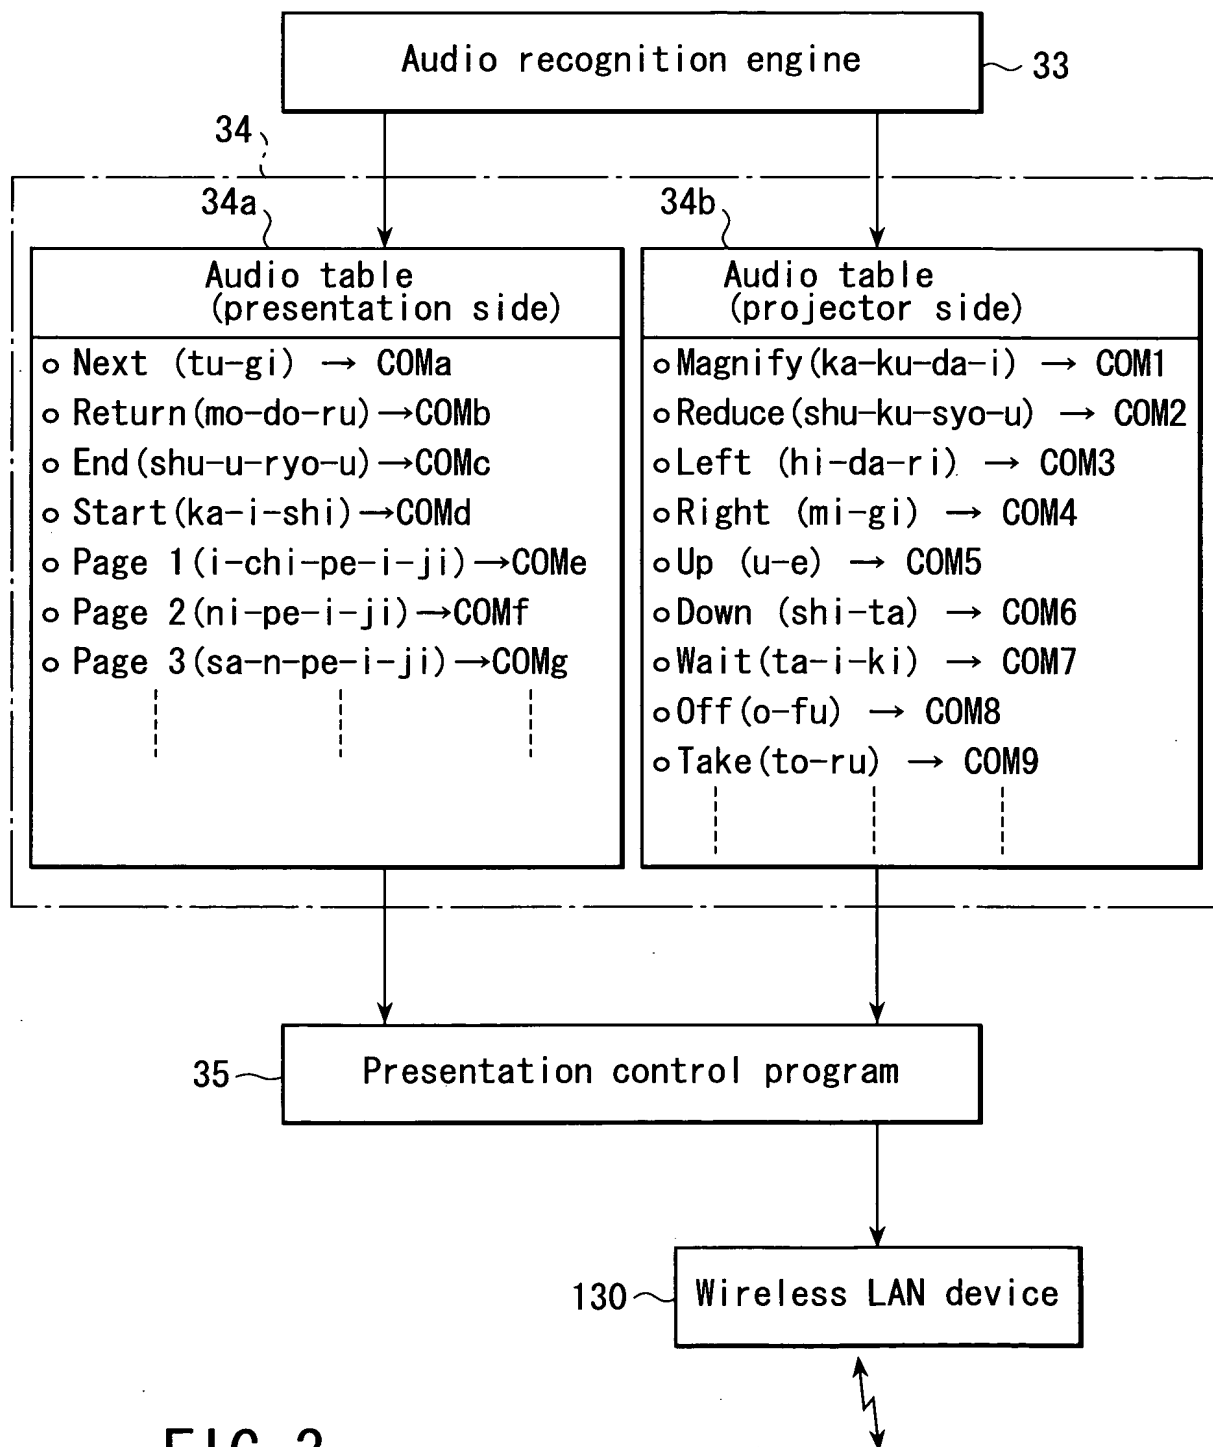 Audio recognition engine
33
34
34a
34b
Audio table
(presentation side)
Next (tu-gi) → COMa
Return(mo-do-ru)→COMb
End(shu-u-ryo-u)→COMc
Start(ka-i-shi)→COMd
Page 1(i-chi-pe-i-ji)→COMe
Page 2(ni-pe-i-ji)→COMf
Page 3(sa-n-pe-i-ji)→COMg
Audio table
(projector side)
Magnify(ka-ku-da-i) → COM1
Reduce(shu-ku-syo-u) → COM2
Left (hi-da-ri) → COM3
Right (mi-gi) → COM4
Up (u-e) → COM5
Down (shi-ta) → COM6
Wait(ta-i-ki) → COM7
Off(o-fu) → COM8
Take(to-ru) → COM9
35
Presentation control program
130
Wireless LAN device